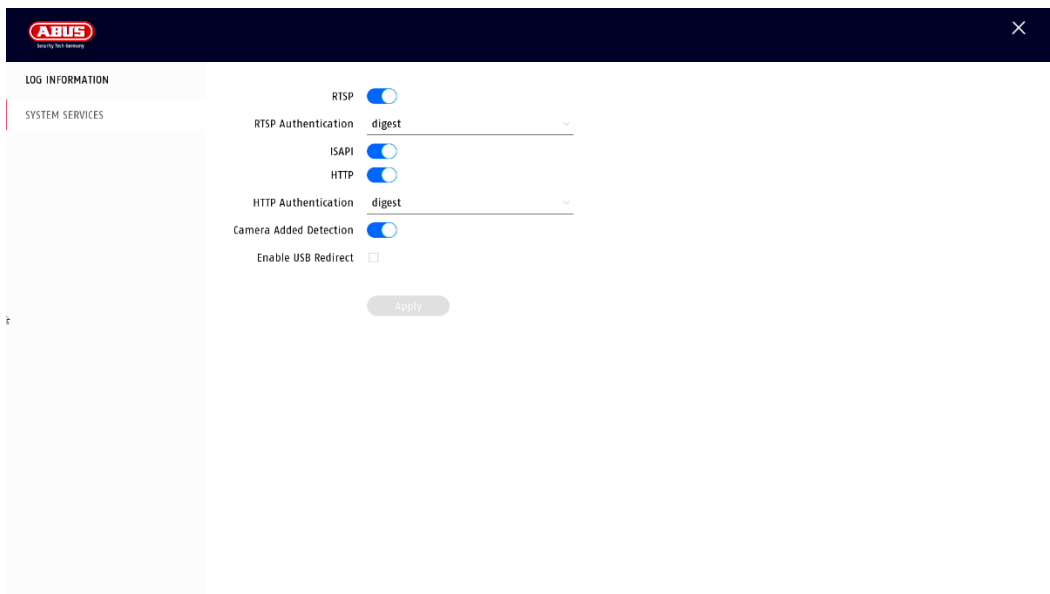 ABUS
Security Tech Germany
LOG INFORMATION
SYSTEM SERVICES
RTSP
RTSP Authentication digest
ISAPI
HTTP
HTTP Authentication digest
Camera Added Detection
Enable USB Redirect
Apply